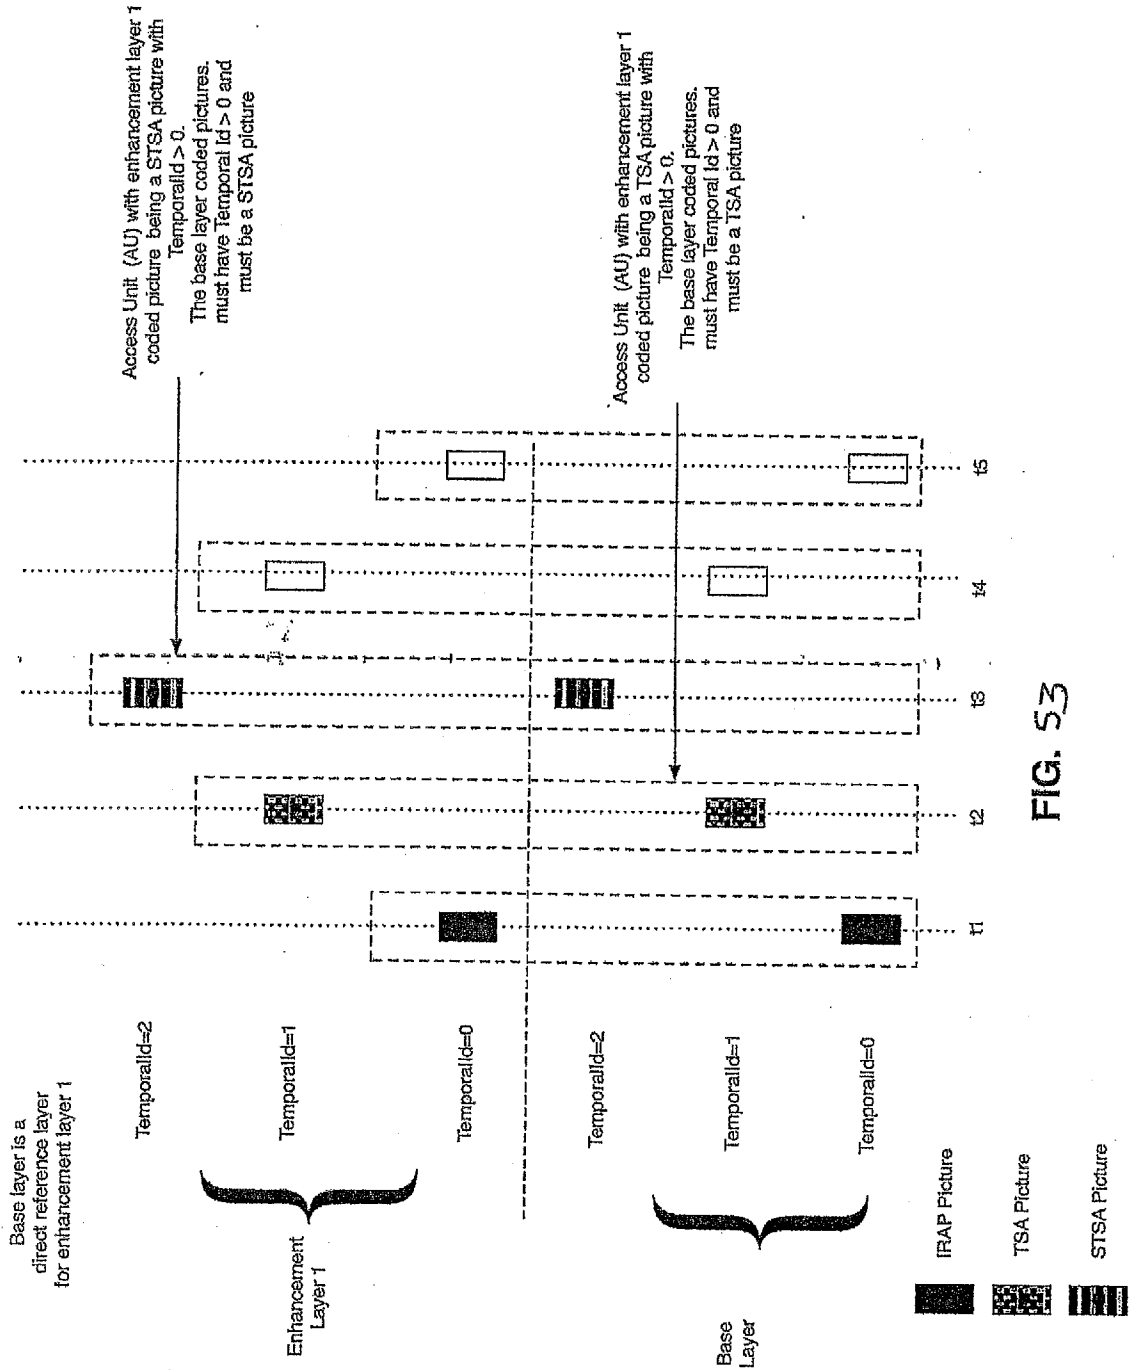 Base layer is a
direct reference layer
for enhancement layer 1
Access Unit (AU) with enhancement layer 1
coded picture being a STSA picture with
TemporalId > 0.
The base layer coded pictures.
must have Temporal Id > 0 and
must be a STSA picture
TemporalId=2
Enhancement
Layer 1
TemporalId=1
TemporalId=0
Access Unit (AU) with enhancement layer 1
coded picture being a TSA picture with
TemporalId > 0.
The base layer coded pictures.
must have Temporal Id > 0 and
must be a TSA picture
TemporalId=2
Base
Layer
TemporalId=1
TemporalId=0
t1
t2
t3
t4
t5
IRAP Picture
TSA Picture
STSA Picture
FIG. 53